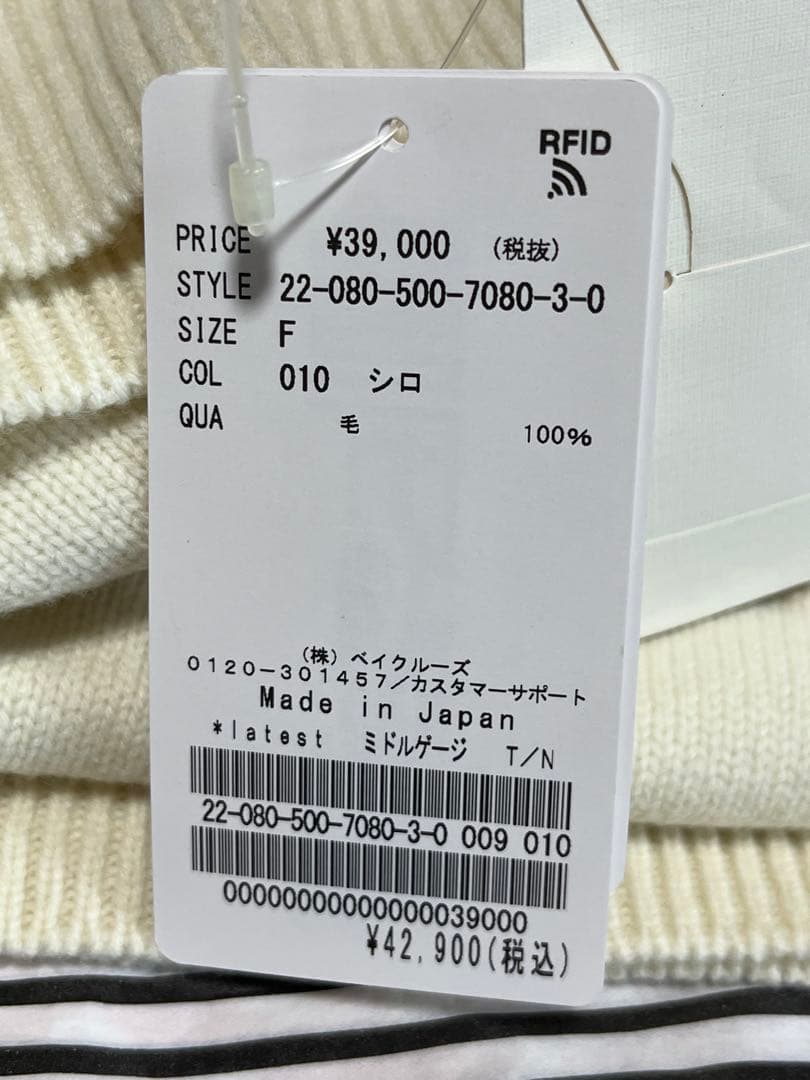 RFID
PRICE ¥39,000 (税抜)
STYLE 22-080-500-7080-3-0
SIZE F
COL 010 シロ
QUA 毛 100%
(株) ベイクルーズ
0120-301457/カスタマーサポート
Made in Japan
*latest ミドルゲージ T/N
22-080-500-7080-3-0 009 010
00000000000000039000
¥42,900(税込)